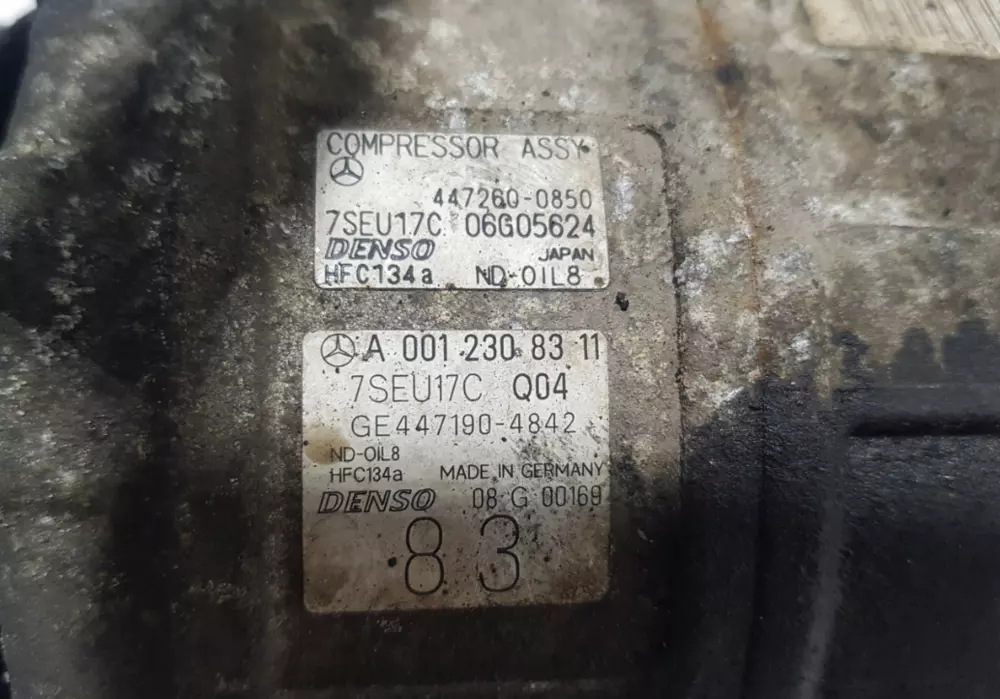 COMPRESSOR ASSY
447260-0850
7SEU17C 06G05624
DENSO JAPAN
HFC134a ND-OIL8
A 001 230 83 11
7SEU17C Q04
GE447190-4842
ND-OIL8
HFC134a MADE IN GERMANY
DENSO 08 G 00169
83